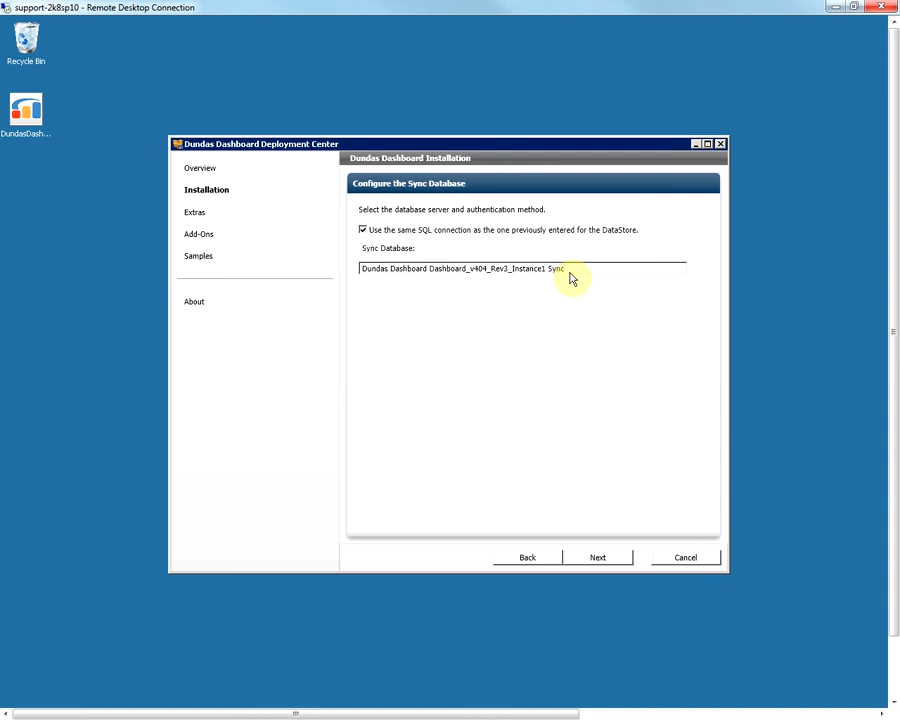 support-2k8sp10 - Remote Desktop Connection
Recycle Bin
DundasDash...
Dundas Dashboard Deployment Center
Overview
Installation
Extras
Add-Ons
Samples
About
Dundas Dashboard Installation
Configure the Sync Database
Select the database server and authentication method.
Use the same SQL connection as the one previously entered for the DataStore.
Sync Database:
Dundas Dashboard Dashboard_v404_Rev3_Instance1 Sync
Back
Next
Cancel